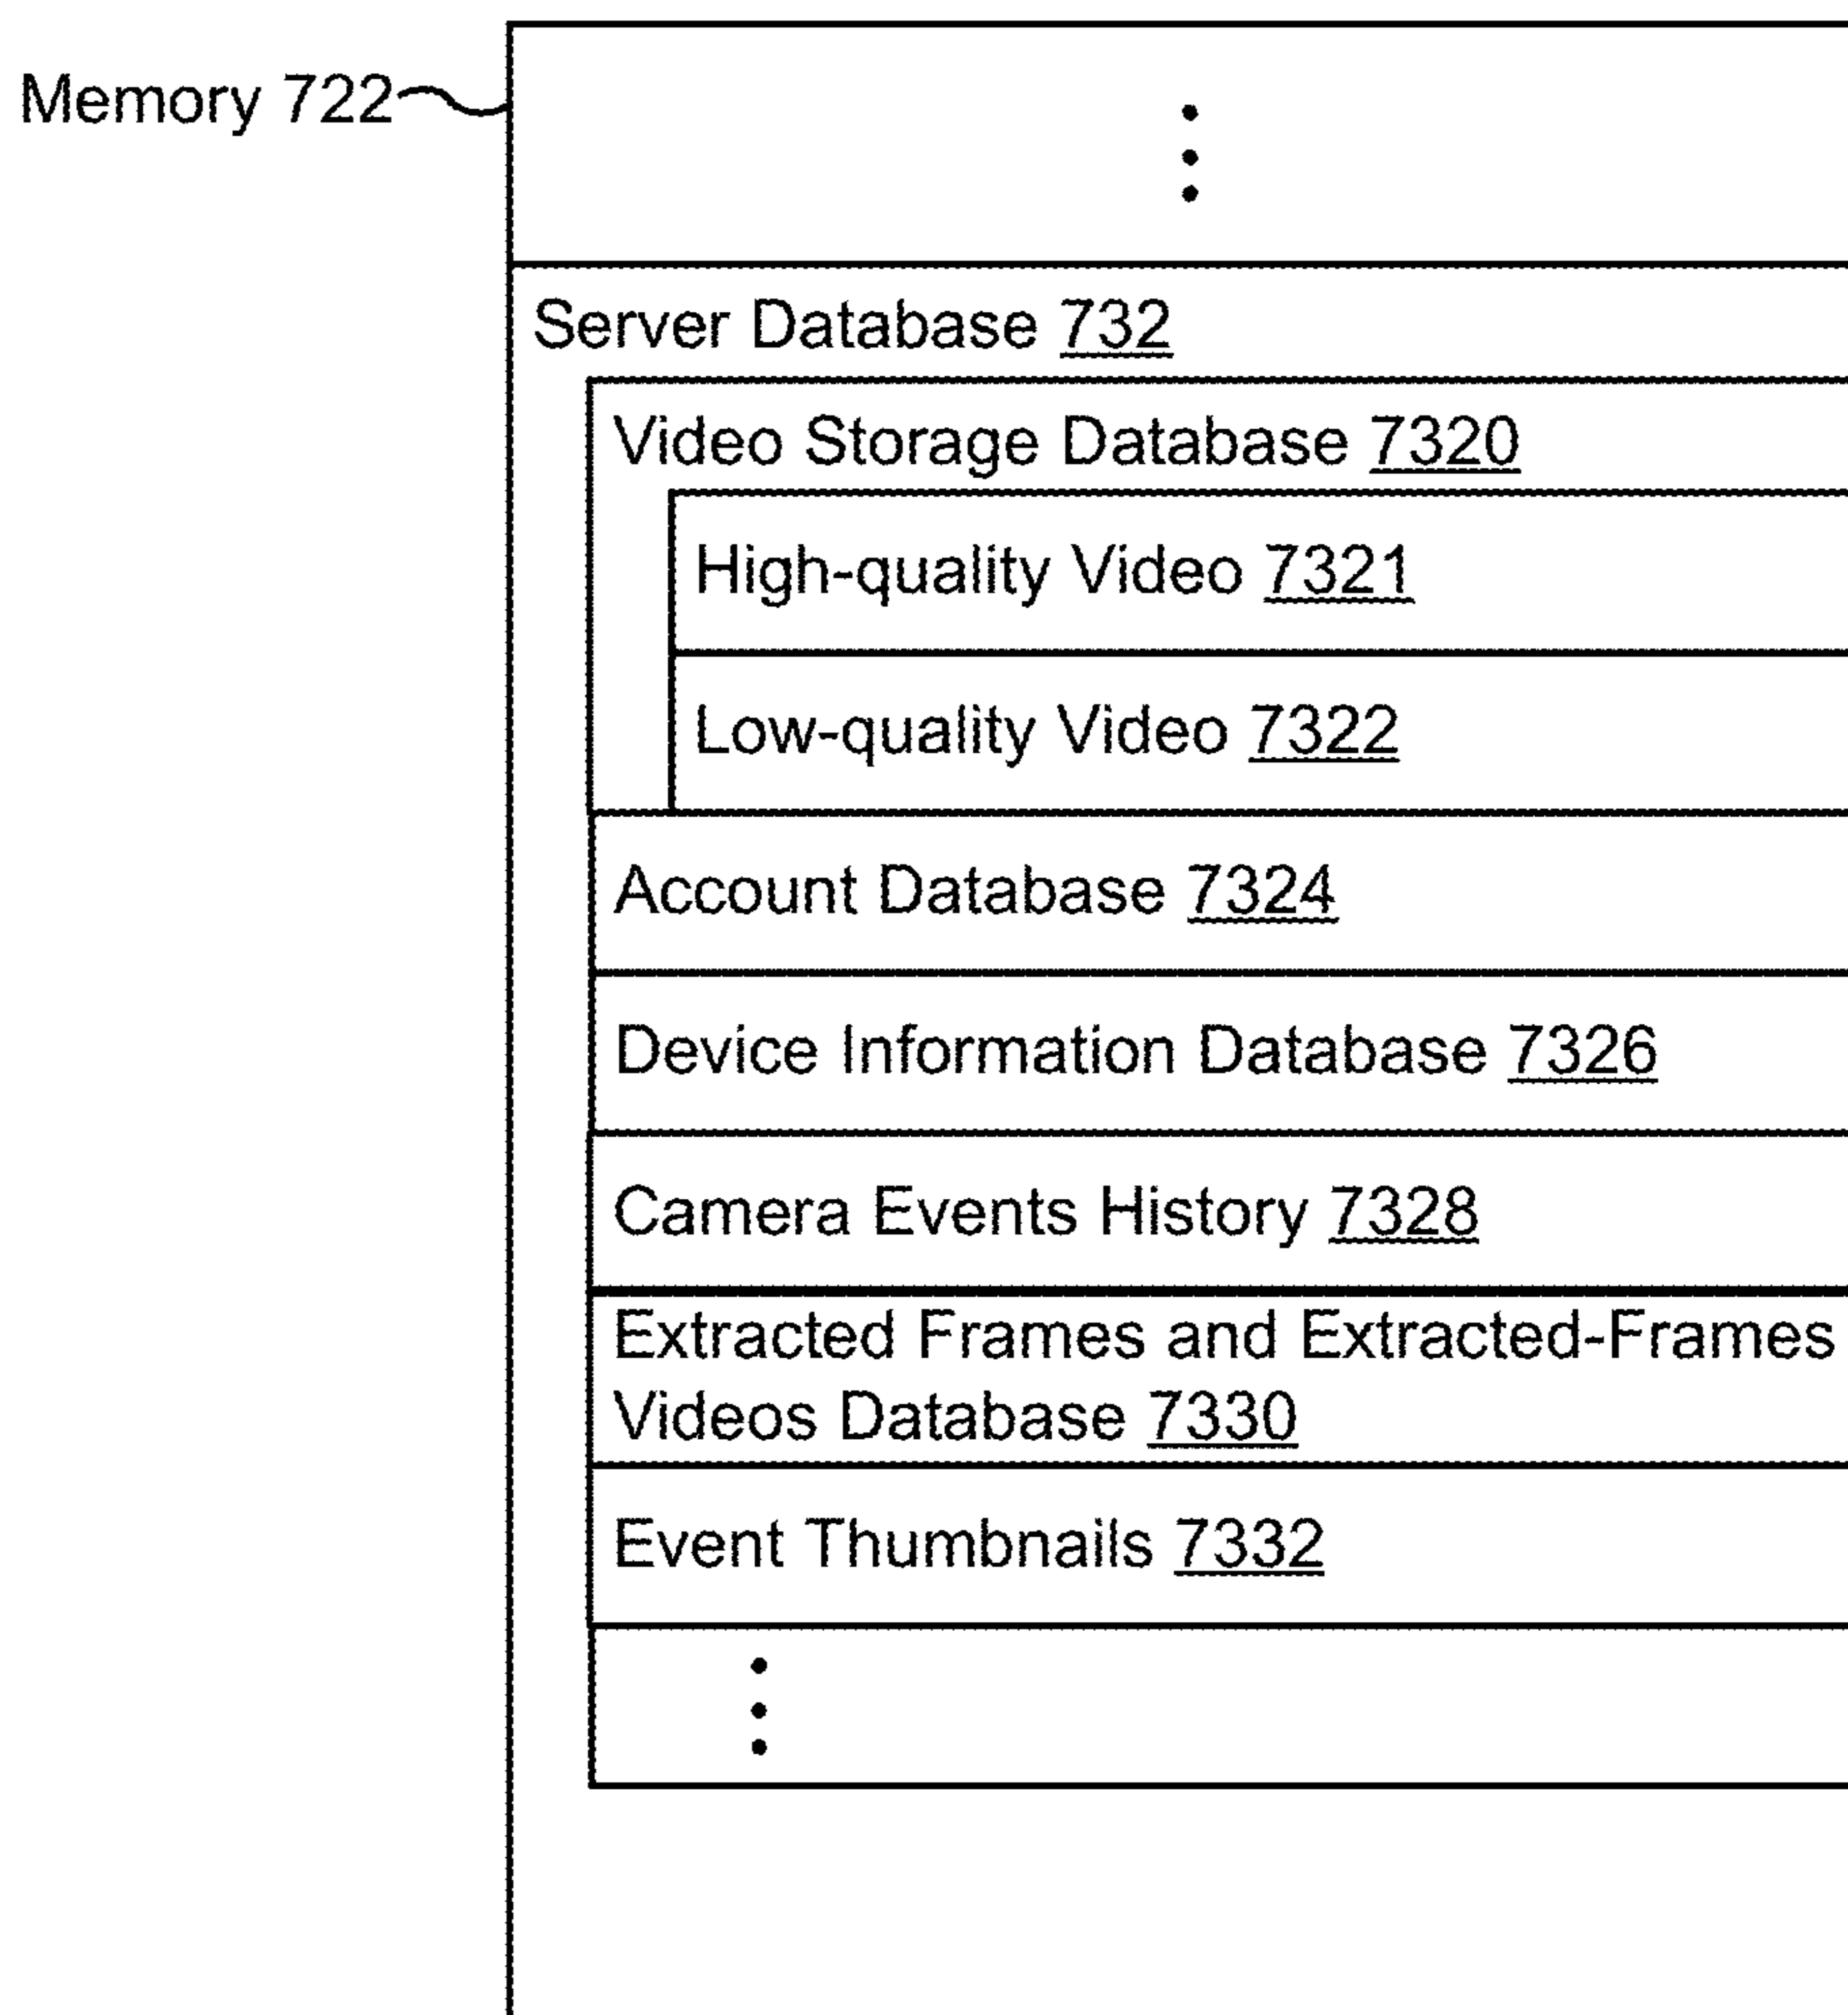 Memory 722
Server Database 732
Video Storage Database 7320
High-quality Video 7321
Low-quality Video 7322
Account Database 7324
Device Information Database 7326
Camera Events History 7328
Extracted Frames and Extracted-Frames
Videos Database 7330
Event Thumbnails 7332